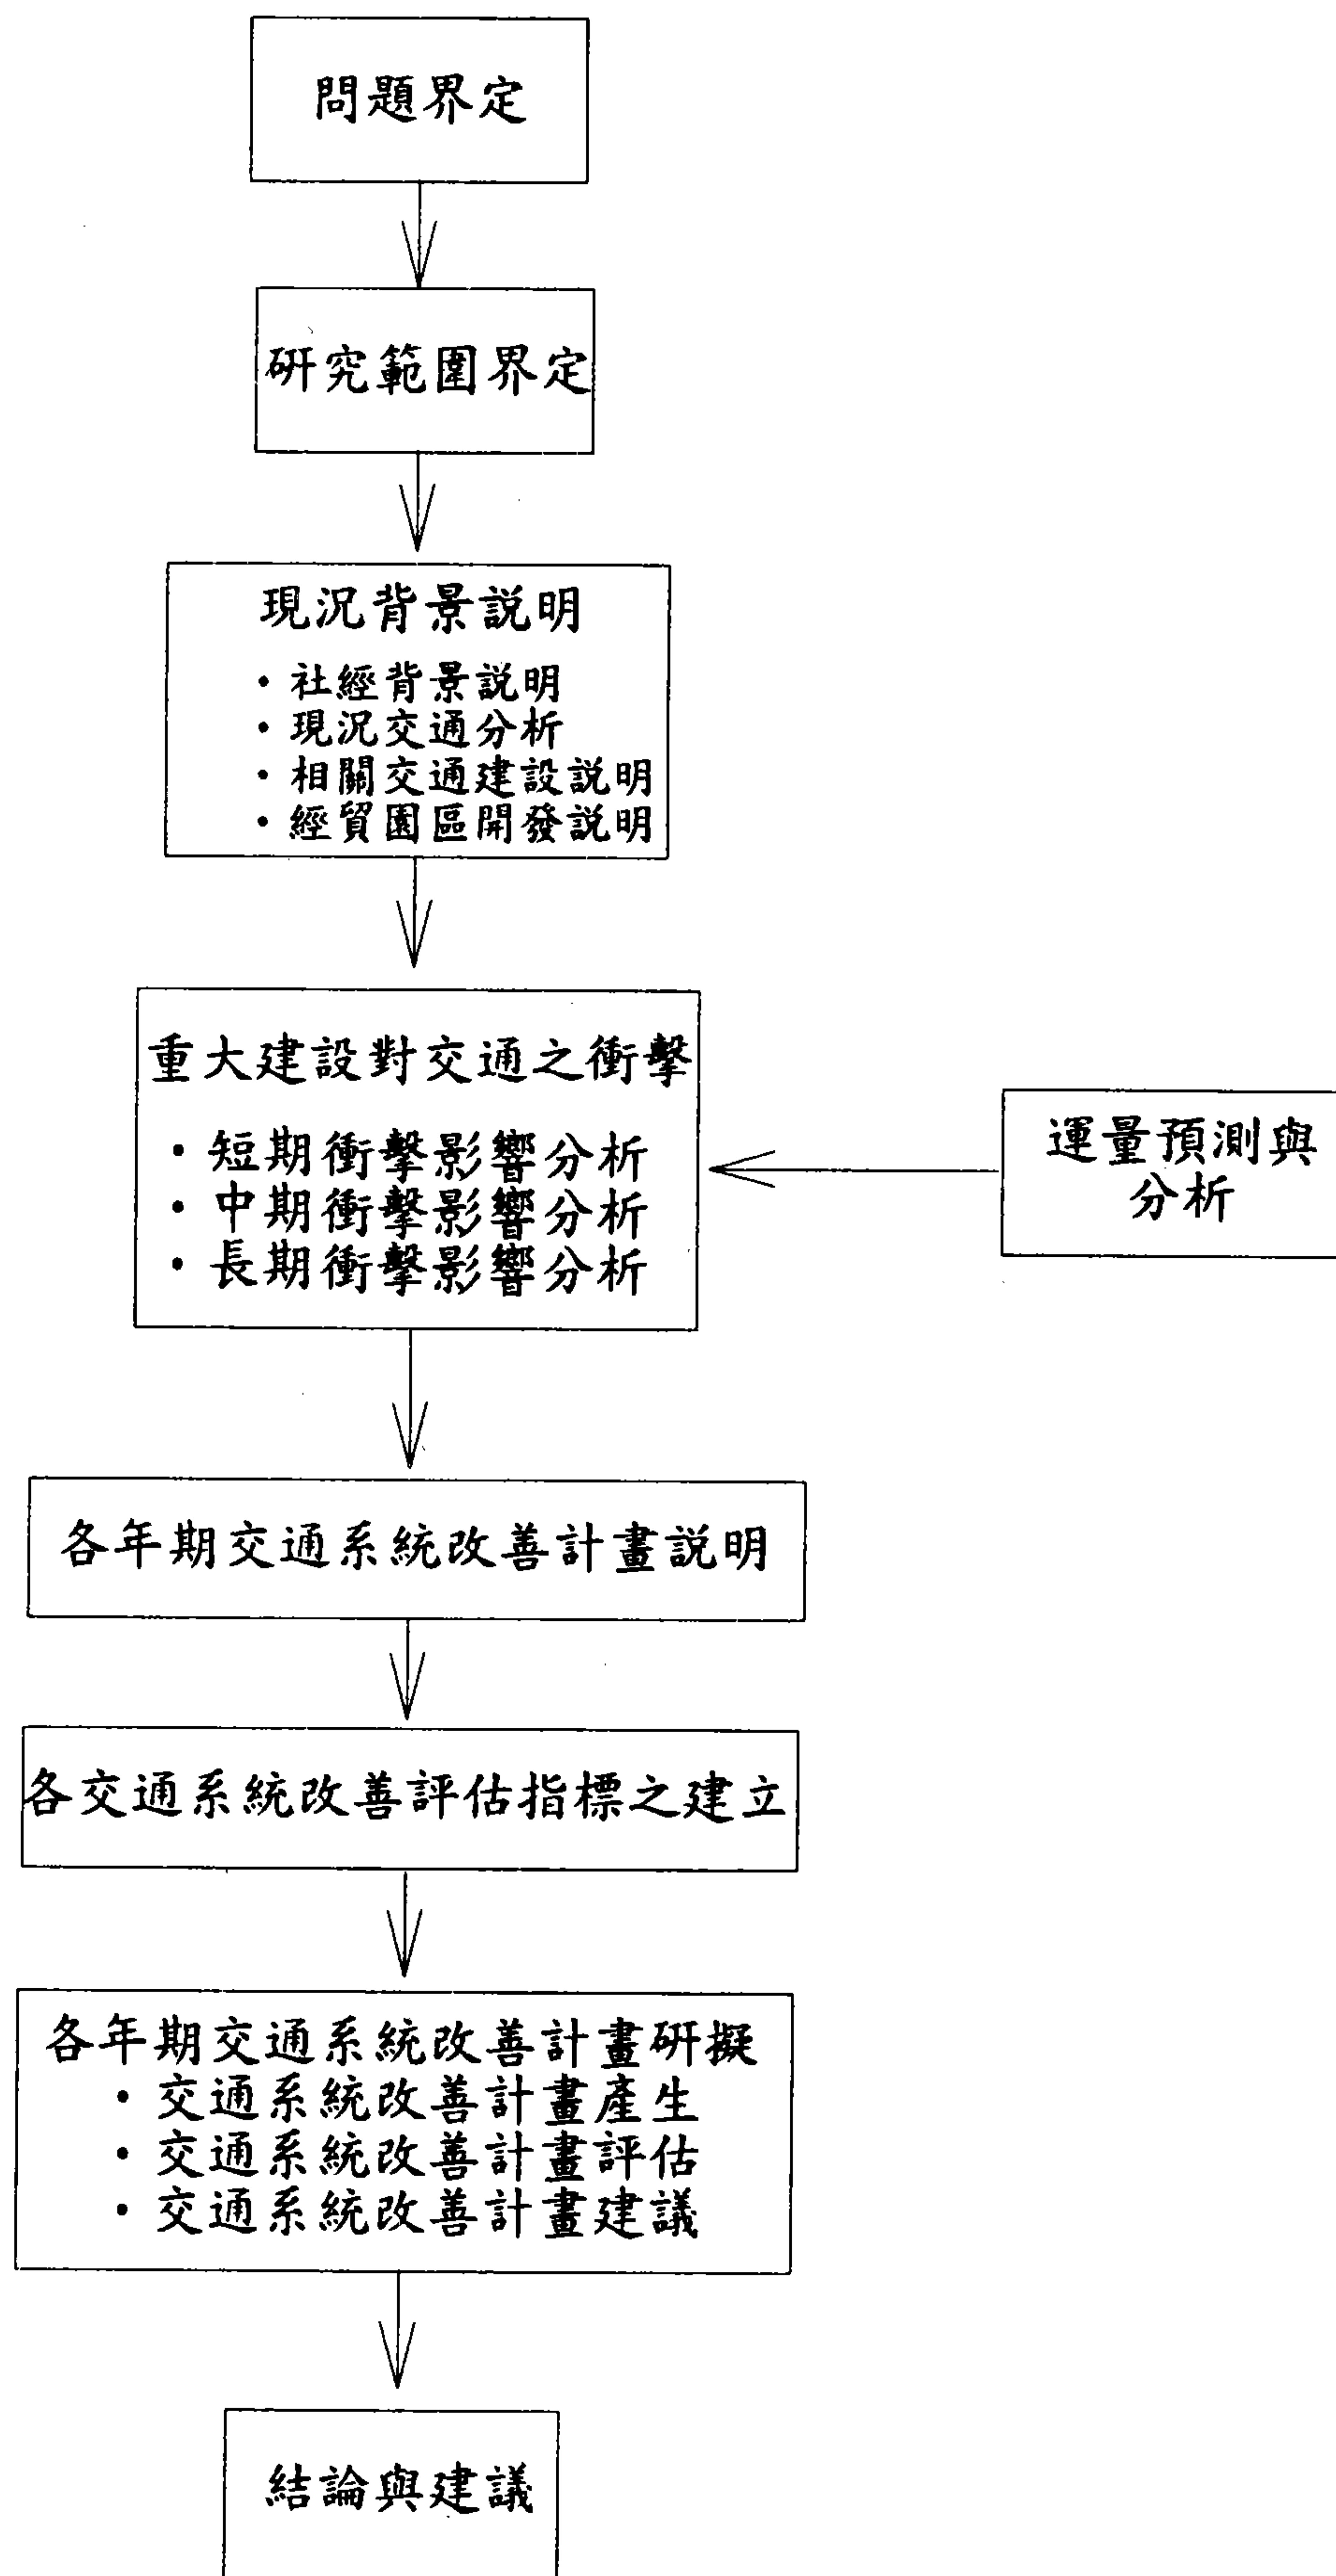 問題界定
研究範圍界定
現況背景説明
・社經背景説明
・現況交通分析
・相關交通建設説明
・經貿園區開發説明
重大建設對交通之衝擊
・短期衝擊影響分析
・中期衝擊影響分析
・長期衝擊影響分析
運量預測與
分析
各年期交通系統改善計畫説明
各交通系統改善評估指標之建立
各年期交通系統改善計畫研擬
・交通系統改善計畫產生
・交通系統改善計畫評估
・交通系統改善計畫建議
結論與建議